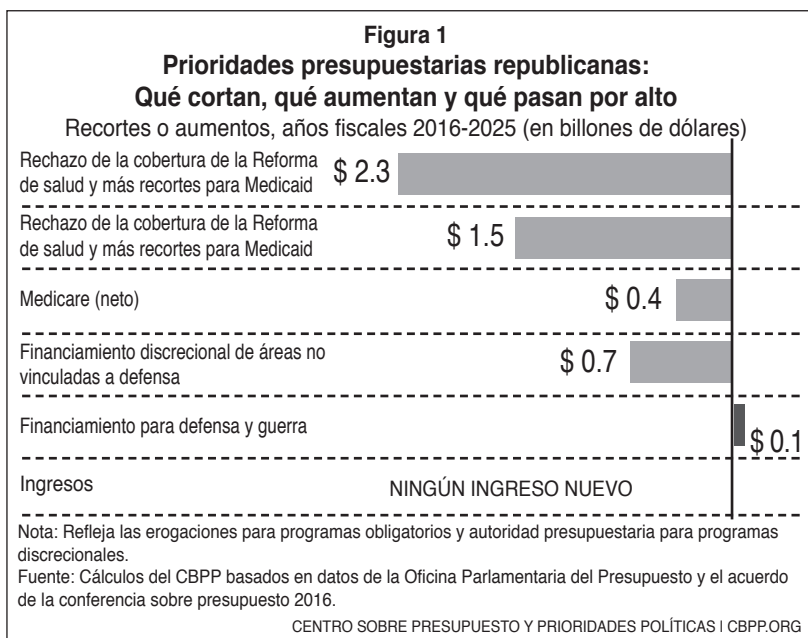 Figura 1
Prioridades presupuestarias republicanas:
Qué cortan, qué aumentan y qué pasan por alto
Recortes o aumentos, años fiscales 2016-2025 (en billones de dólares)
Rechazo de la cobertura de la Reforma
de salud y más recortes para Medicaid
$ 2.3
Rechazo de la cobertura de la Reforma
de salud y más recortes para Medicaid
$ 1.5
Medicare (neto)
$ 0.4
Financiamiento discrecional de áreas no
vinculadas a defensa
$ 0.7
Financiamiento para defensa y guerra
$ 0.1
Ingresos
NINGÚN INGRESO NUEVO
Nota: Refleja las erogaciones para programas obligatorios y autoridad presupuestaria para programas
discrecionales.
Fuente: Cálculos del CBPP basados en datos de la Oficina Parlamentaria del Presupuesto y el acuerdo
de la conferencia sobre presupuesto 2016.
CENTRO SOBRE PRESUPUESTO Y PRIORIDADES POLÍTICAS I CBPP.ORG